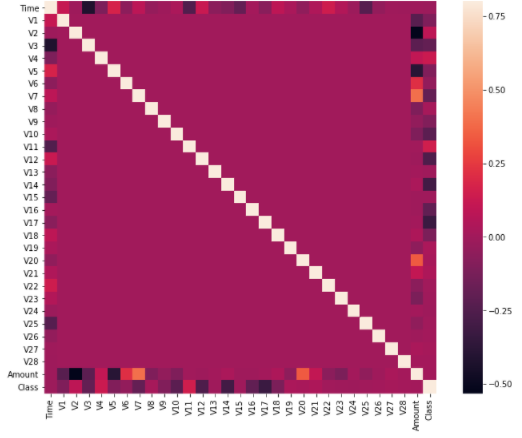 Time
V1
V2
V3
V4
V5
V6
V7
V8
V9
V10
V11
V12
V13
V14
V15
V16
V17
V18
V19
V20
V21
V22
V23
V24
V25
V26
V27
V28
Amount
Class
Time
V1
V2
V3
V4
V5
V6
V7
V8
V9
V10
V11
V12
V13
V14
V15
V16
V17
V18
V19
V20
V21
V22
V23
V24
V25
V26
V27
V28
Amount
Class
0.75
0.50
0.25
0.00
−0.25
−0.50